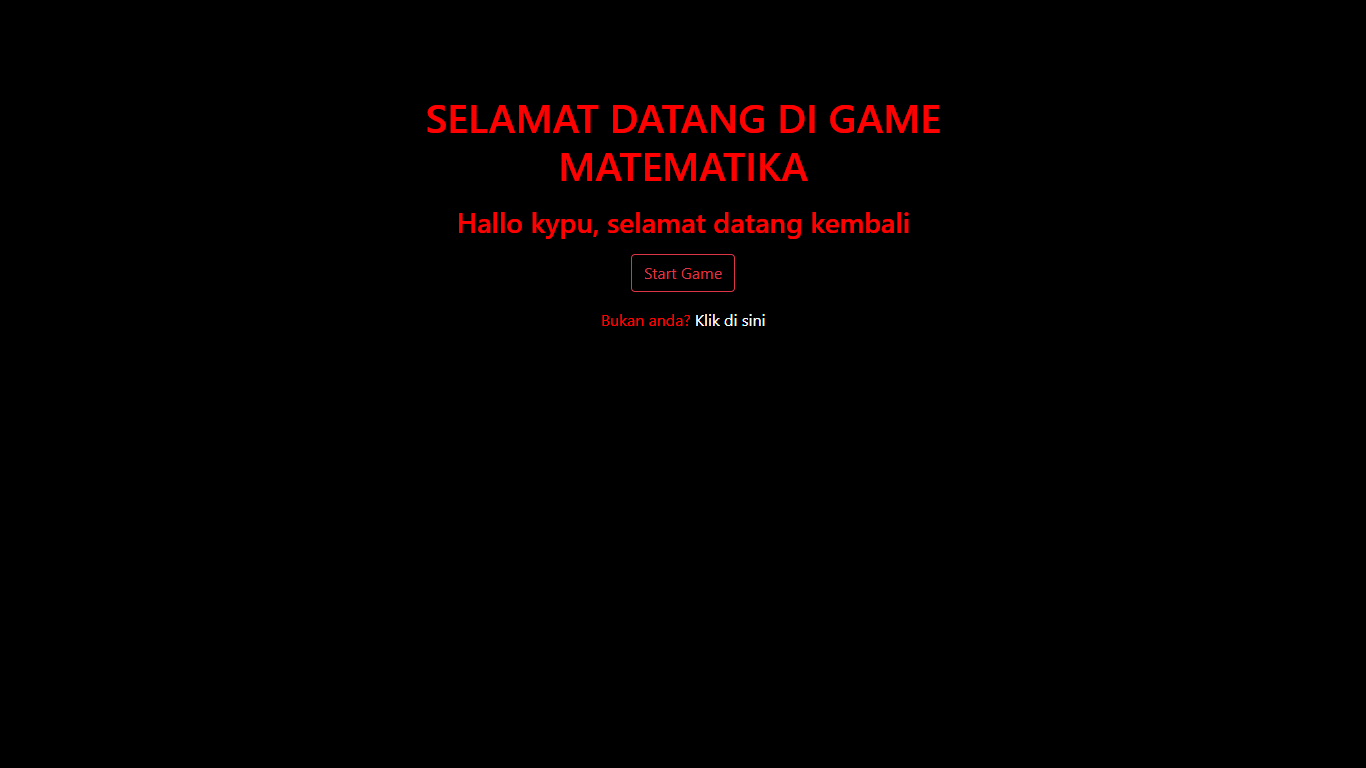 SELAMAT DATANG DI GAME
MATEMATIKA
Hallo kypu, selamat datang kembali
Start Game
Bukan anda? Klik di sini